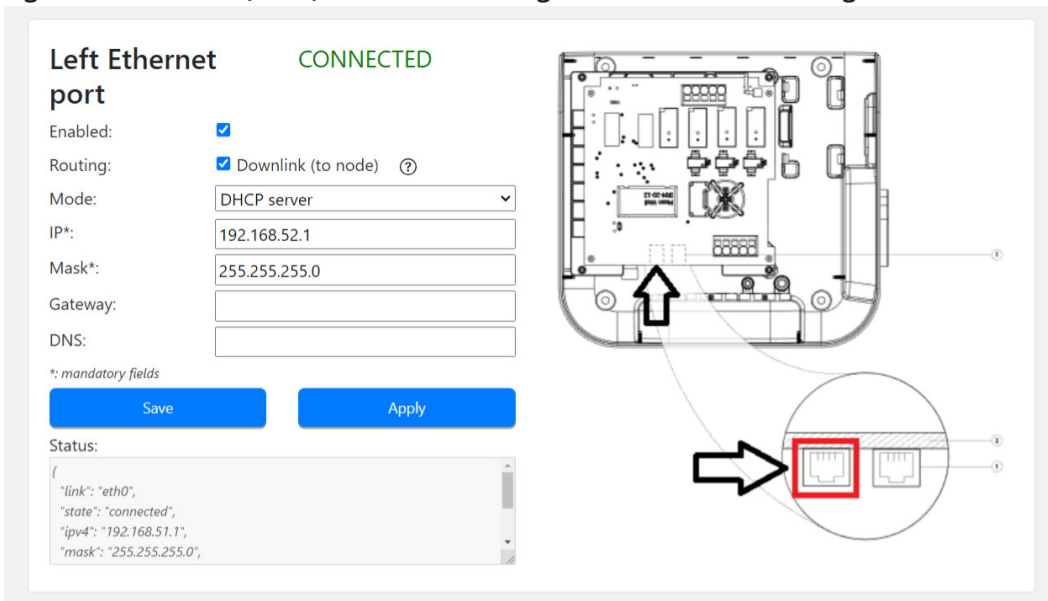 Left Ethernet port
CONNECTED
Enabled:
Routing:
Downlink (to node) ?
Mode:
DHCP server
IP*:
192.168.52.1
Mask*:
255.255.255.0
Gateway:
DNS:
*: mandatory fields
Save
Apply
Status:
{
"link": "eth0",
"state": "connected",
"ipv4": "192.168.51.1",
"mask": "255.255.255.0",
1
2